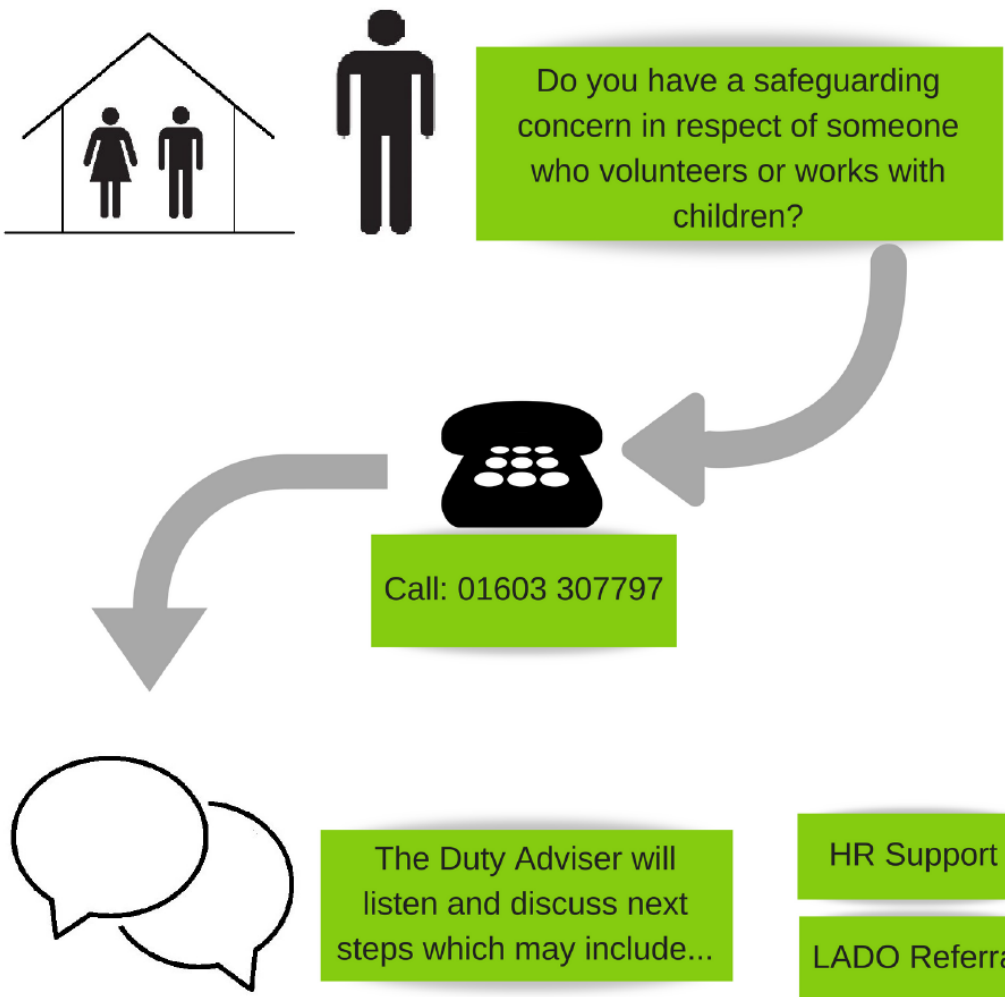 Do you have a safeguarding
concern in respect of someone
who volunteers or works with
children?
Call: 01603 307797
The Duty Adviser will
listen and discuss next
steps which may include...
HR Support
LADO Referra